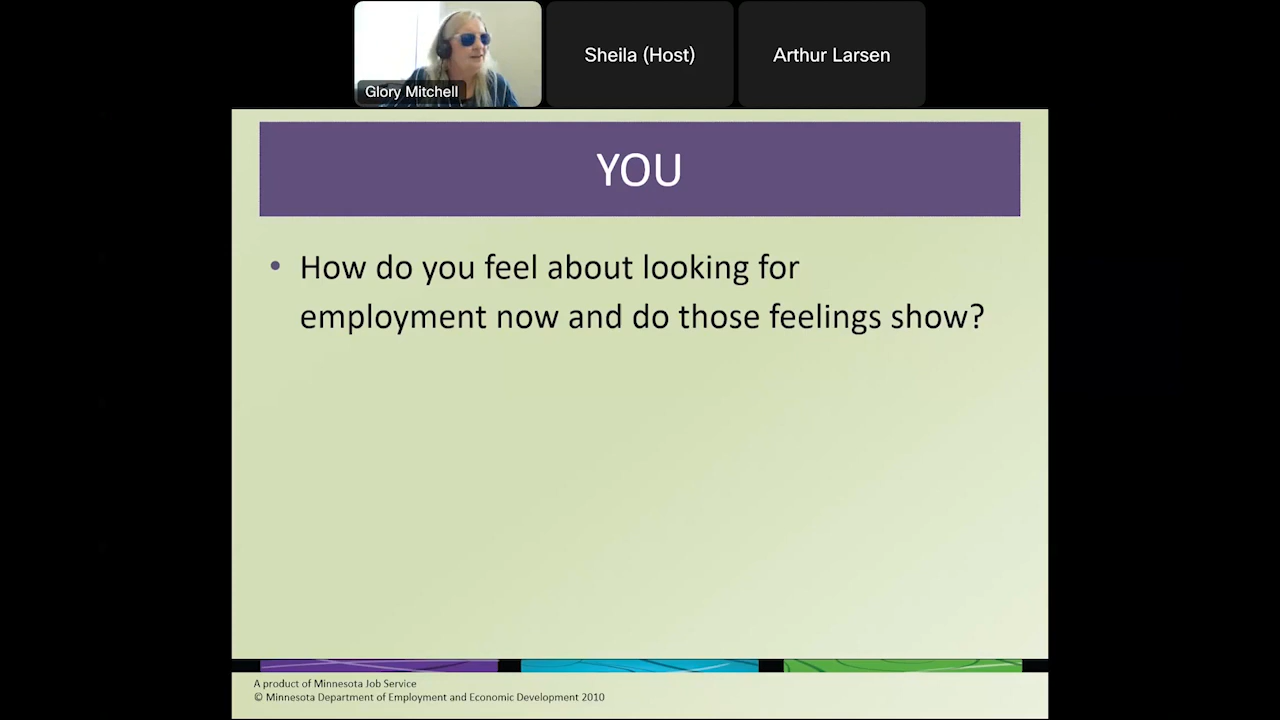 Glory Mitchell
Sheila (Host)
Arthur Larsen
YOU
• How do you feel about looking for
employment now and do those feelings show?
A product of Minnesota Job Service
© Minnesota Department of Employment and Economic Development 2010